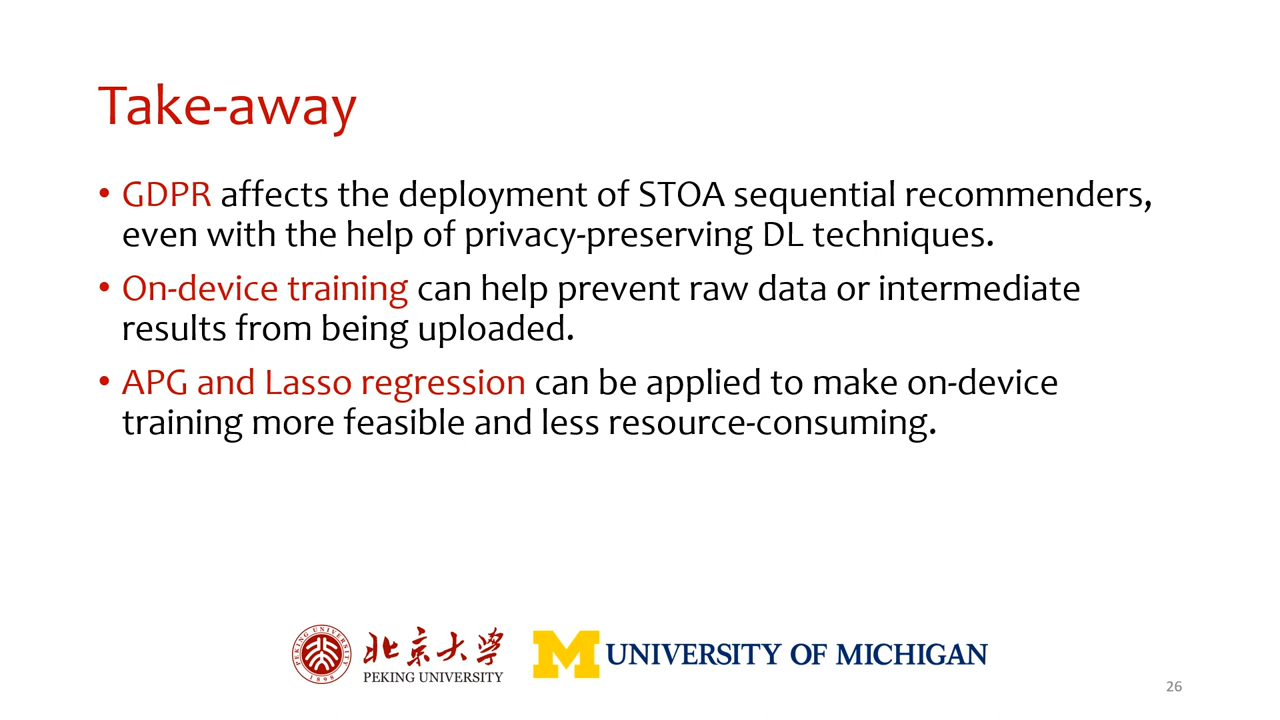 Take-away
• GDPR affects the deployment of STOA sequential recommenders,
even with the help of privacy-preserving DL techniques.
• On-device training can help prevent raw data or intermediate
results from being uploaded.
• APG and Lasso regression can be applied to make on-device
training more feasible and less resource-consuming.
PEKING UNIVERSITY
1898
北京大学
PEKING UNIVERSITY
M UNIVERSITY OF MICHIGAN
26